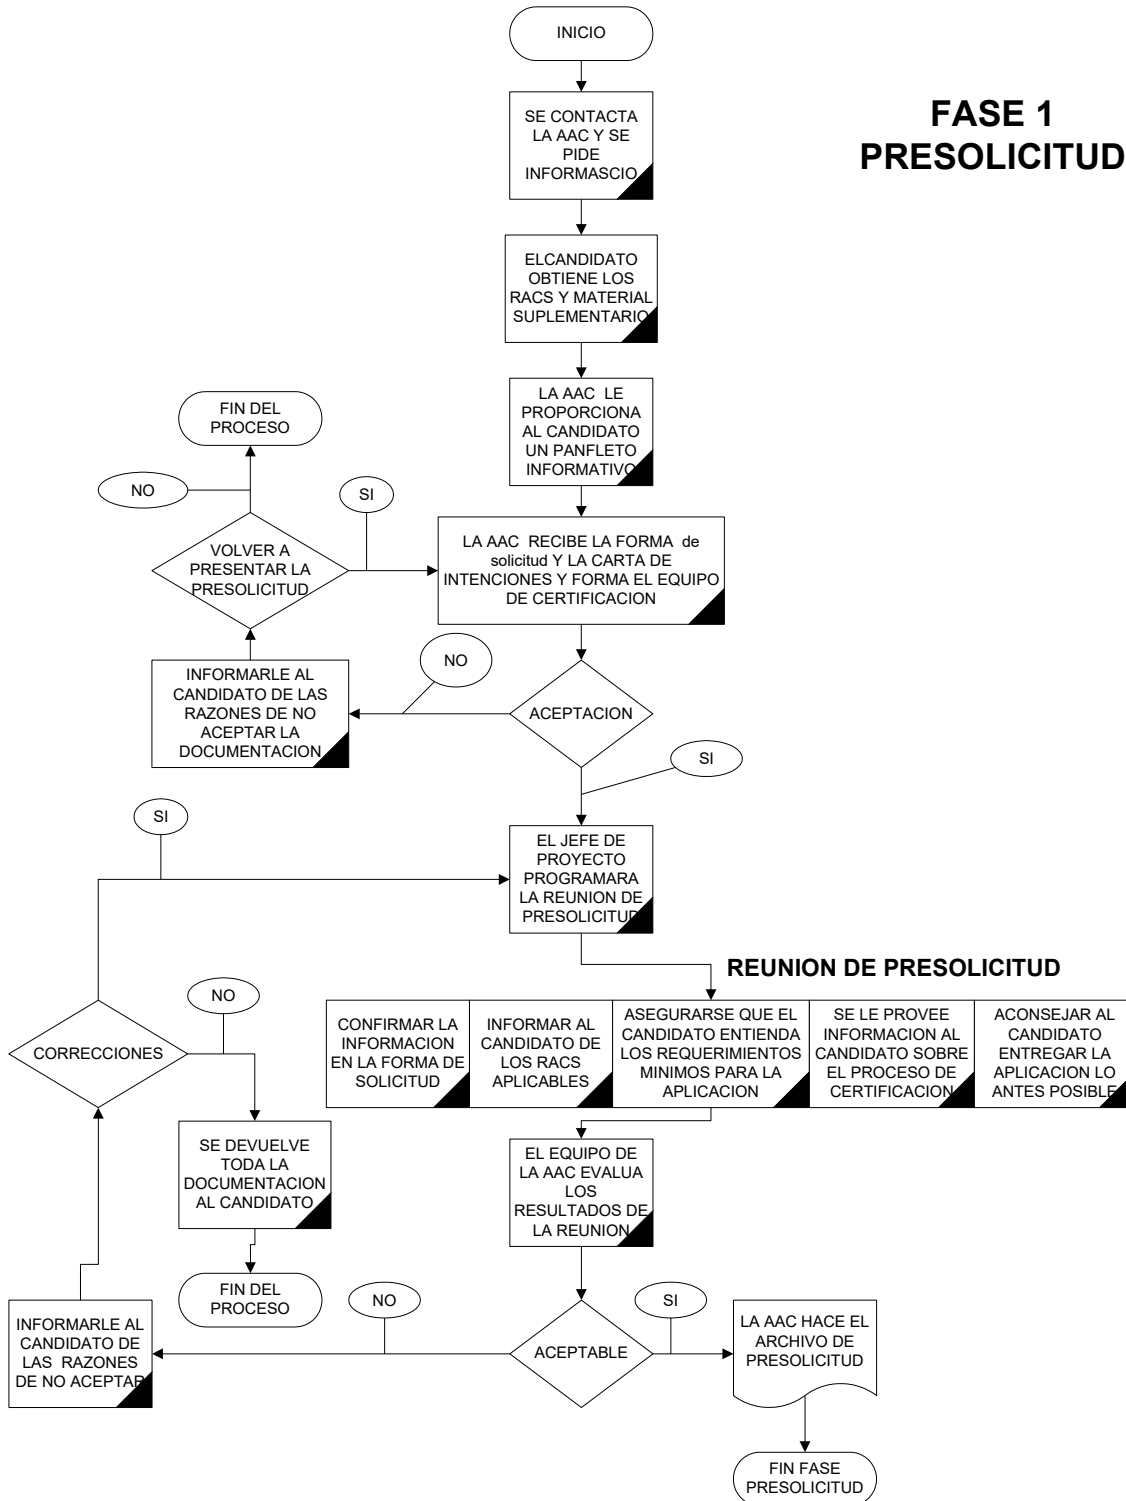 INICIO
FASE 1
PRESOLICITUD
SE CONTACTA
LA AAC Y SE
PIDE
INFORMASCIO
ELCANDIDATO
OBTIENE LOS
RACS Y MATERIAL
SUPLEMENTARIO
LA AAC LE
PROPORCIONA
AL CANDIDATO
UN PANFLETO
INFORMATIVO
FIN DEL
PROCESO
NO
SI
VOLVER A
PRESENTAR LA
PRESOLICITUD
LA AAC RECIBE LA FORMA de
solicitud Y LA CARTA DE
INTENCIONES Y FORMA EL EQUIPO
DE CERTIFICACION
NO
INFORMARLE AL
CANDIDATO DE LAS
RAZONES DE NO
ACEPTAR LA
DOCUMENTACION
ACEPTACION
SI
SI
EL JEFE DE
PROYECTO
PROGRAMARA
LA REUNION DE
PRESOLICITUD
REUNION DE PRESOLICITUD
NO
CORRECCIONES
CONFIRMAR LA
INFORMACION
EN LA FORMA DE
SOLICITUD
INFORMAR AL
CANDIDATO DE
LOS RACS
APLICABLES
ASEGURARSE QUE EL
CANDIDATO ENTIENDA
LOS REQUERIMIENTOS
MINIMOS PARA LA
APLICACION
SE LE PROVEE
INFORMACION AL
CANDIDATO SOBRE
EL PROCESO DE
CERTIFICACION
ACONSEJAR AL
CANDIDATO
ENTREGAR LA
APLICACION LO
ANTES POSIBLE
SE DEVUELVE
TODA LA
DOCUMENTACION
AL CANDIDATO
EL EQUIPO DE
LA AAC EVALUA
LOS
RESULTADOS DE
LA REUNION
FIN DEL
PROCESO
NO
SI
INFORMARLE AL
CANDIDATO DE
LAS RAZONES
DE NO ACEPTAR
ACEPTABLE
LA AAC HACE EL
ARCHIVO DE
PRESOLICITUD
FIN FASE
PRESOLICITUD